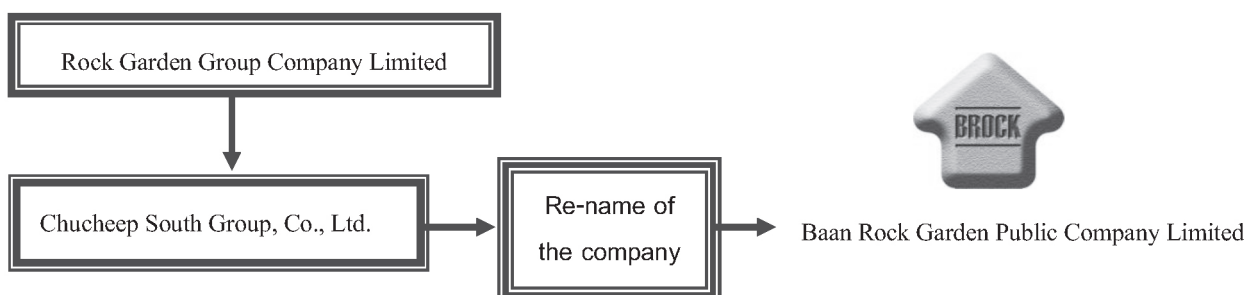 Rock Garden Group Company Limited
BROCK
Chucheep South Group, Co., Ltd.
Re-name of
the company
Baan Rock Garden Public Company Limited